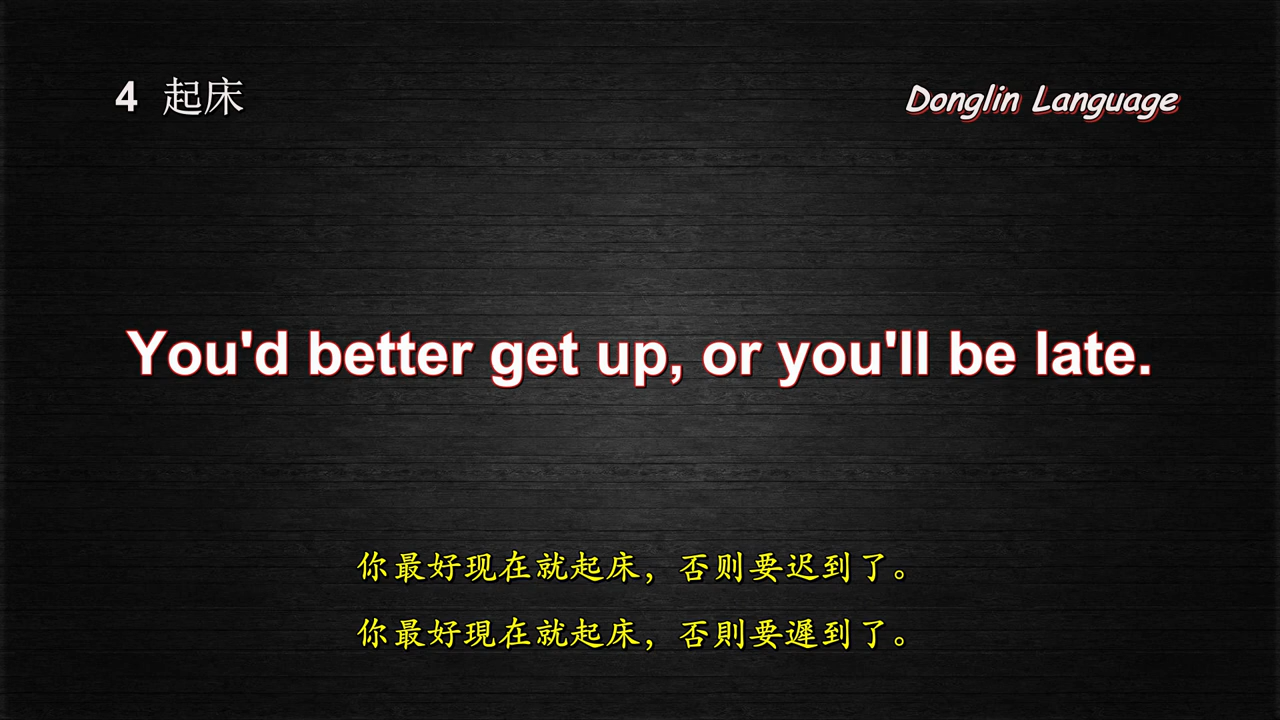 4 起床
Donglin Language
You'd better get up, or you'll be late.
你最好现在就起床，否则要迟到了。
你最好現在就起床，否則要遲到了。